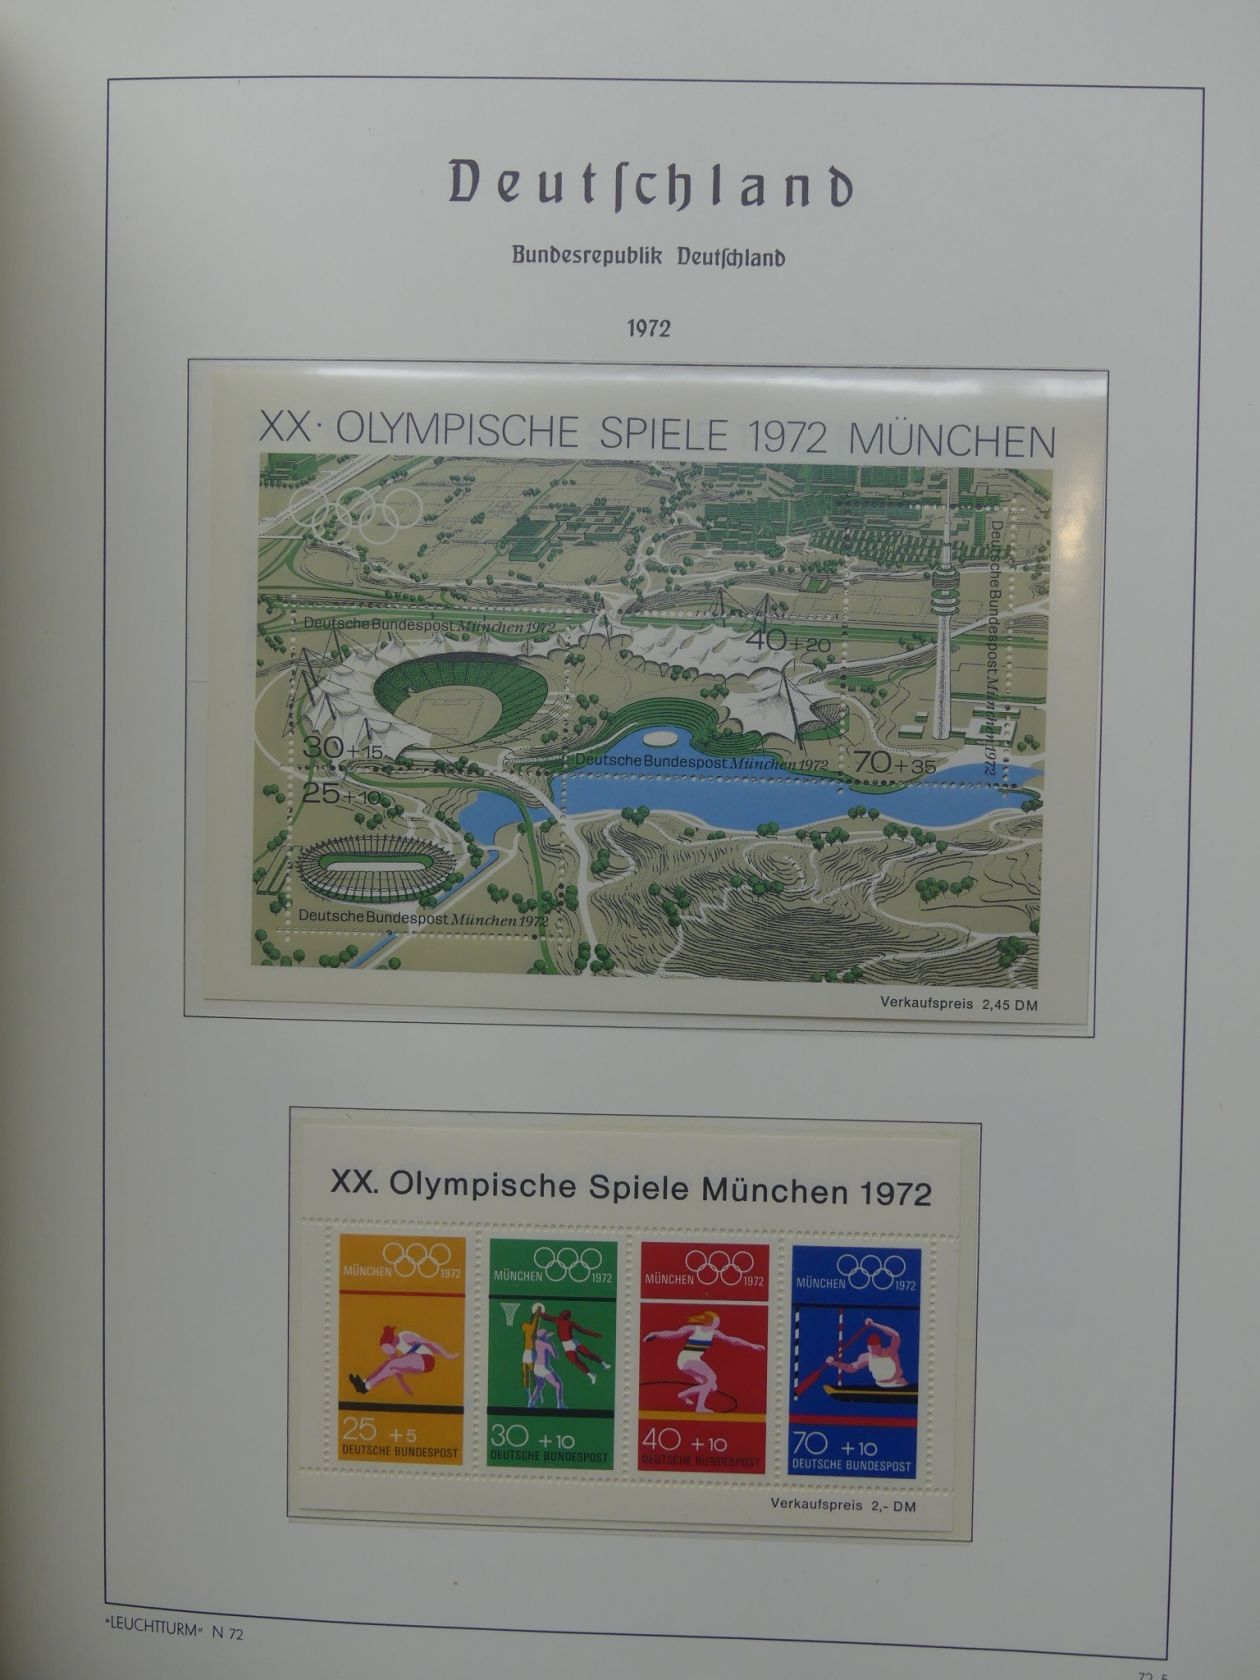 Deutſchland
Bundesrepublik Deutſchland
1972
XX. OLYMPISCHE SPIELE 1972 MÜNCHEN
Deutsche Bundespost München 1972
Deutsche Bundespost München 1972
40+20
30+15
Deutsche Bundespost München 1972
70+35
25+10
Deutsche Bundespost München 1972
Verkaufspreis 2,45 DM
XX. Olympische Spiele München 1972
MÜNCHEN 1972
25 +5
DEUTSCHE BUNDESPOST
MÜNCHEN 1972
30 +10
DEUTSCHE BUNDESPOST
MÜNCHEN 1972
40 +10
DEUTSCHE BUNDESPOST
MÜNCHEN 1972
70 +10
DEUTSCHE BUNDESPOST
Verkaufspreis 2,- DM
"LEUCHTTURM" N 72
72 5